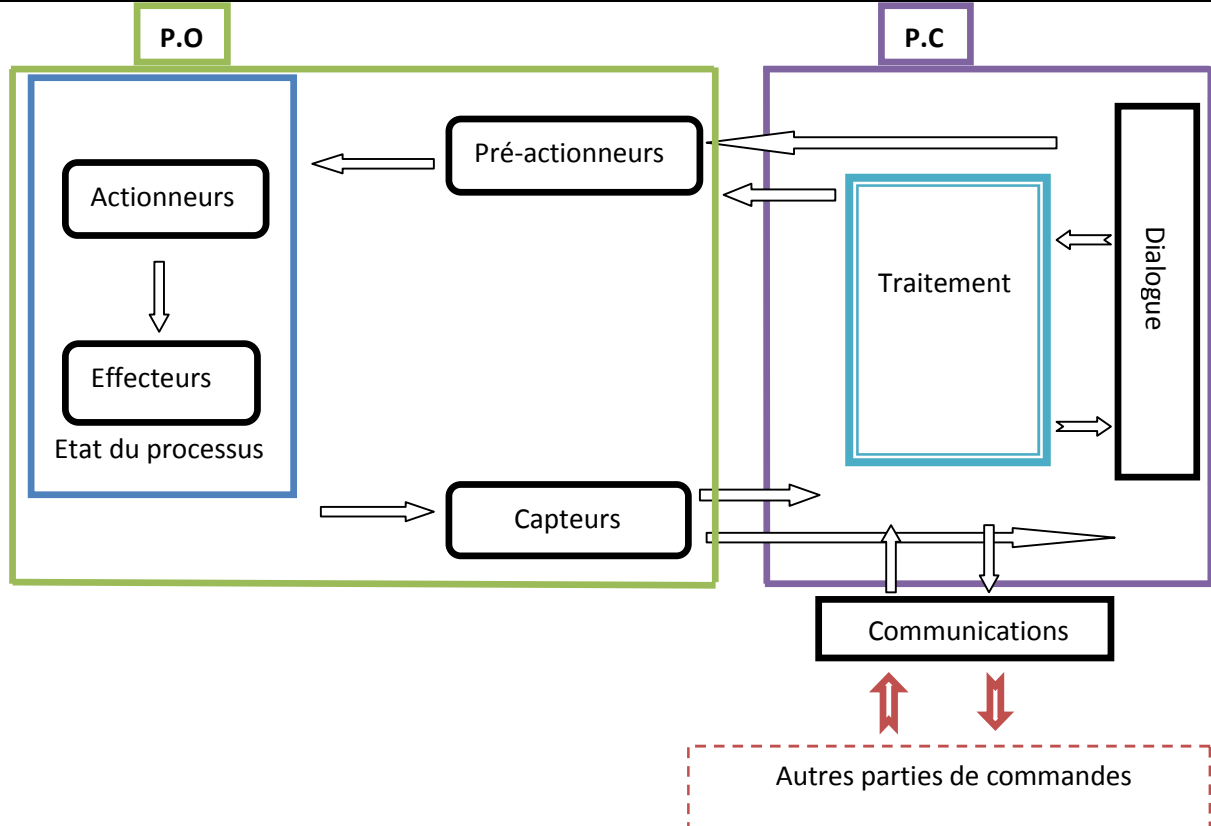 P.O
P.C
Pré-actionneurs
Actionneurs
Traitement
Dialogue
Effecteurs
Etat du processus
Capteurs
Communications
Autres parties de commandes